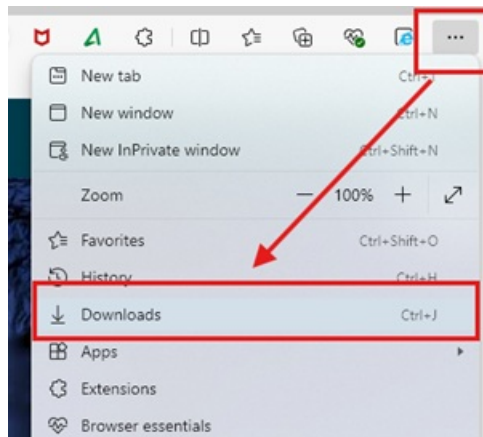 New tab Ctrl+T
New window Ctrl+N
New InPrivate window Ctrl+Shift+N
Zoom 100%
Favorites Ctrl+Shift+O
History Ctrl+H
Downloads Ctrl+J
Apps
Extensions
Browser essentials